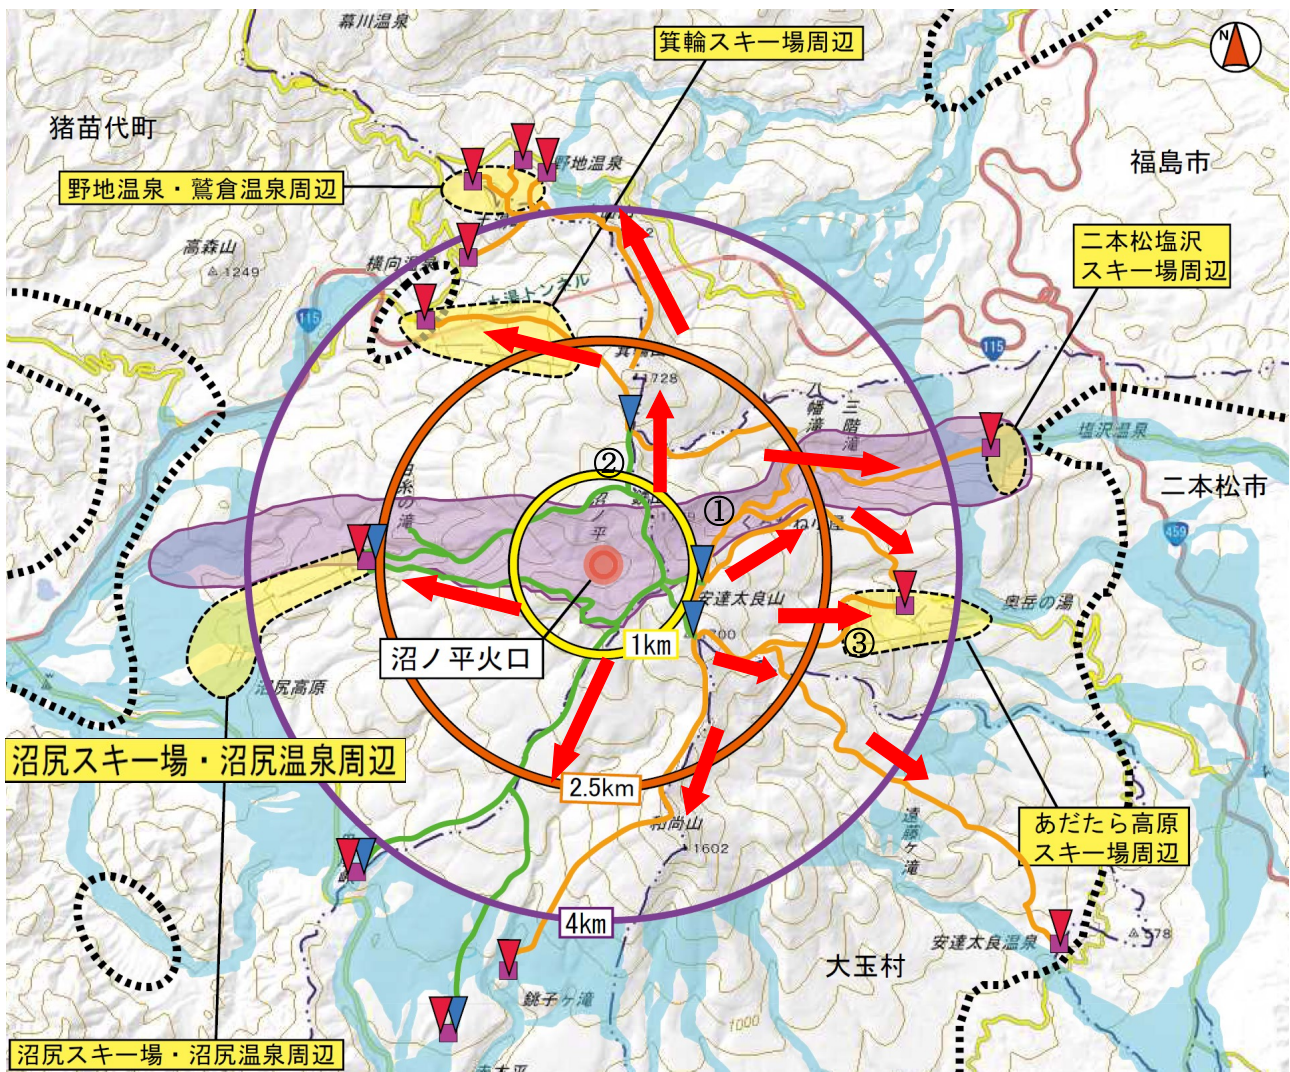 幕川温泉
箕輪スキー場周辺
N
猪苗代町
野地温泉
福島市
野地温泉・鷲倉温泉周辺
二本松塩沢
スキー場周辺
高森山
1249
横向温泉
土湯トンネル
115
115
箕輪山
1728
八幡滝
三階滝
塩沢温泉
②
白糸の滝
沼ノ平
①
二本松市
くろがね小屋
459
安達太良山
1700
奥岳の湯
1km
③
沼ノ平火口
沼尻高原
沼尻スキー場・沼尻温泉周辺
2.5km
和尚山
1602
遠藤ヶ滝
あだたら高原
スキー場周辺
4km
安達太良温泉
578
大玉村
銚子ヶ滝
1000
沼尻スキー場・沼尻温泉周辺